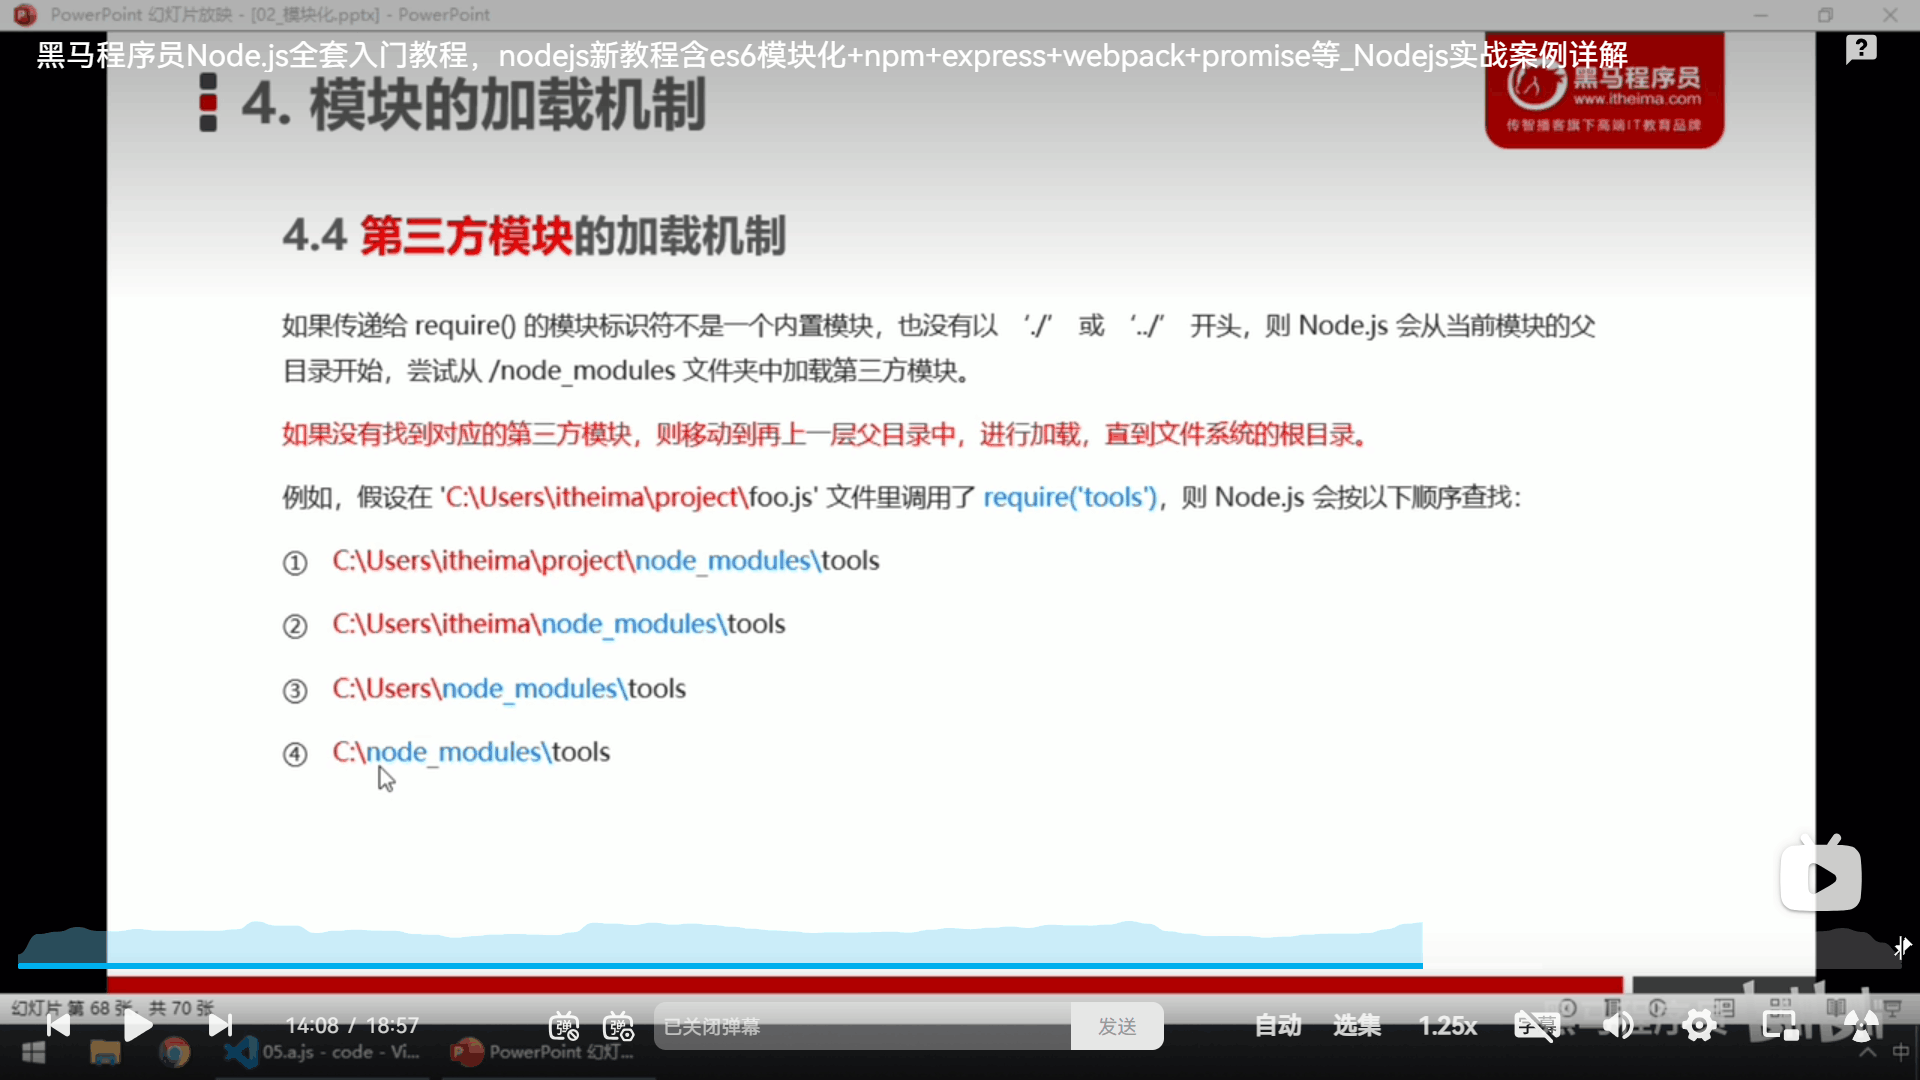 PowerPoint 幻灯片放映 - [02_模块化.pptx] - PowerPoint
黑马程序员Node.js全套入门教程，nodejs新教程含es6模块化+npm+express+webpack+promise等_Nodejs实战案例详解
4. 模块的加载机制
黑马程序员
www.itheima.com
传智播客旗下高端IT教育品牌
4.4 第三方模块的加载机制
如果传递给 require() 的模块标识符不是一个内置模块，也没有以 './' 或 '../' 开头，则 Node.js 会从当前模块的父
目录开始，尝试从 /node_modules 文件夹中加载第三方模块。
如果没有找到对应的第三方模块，则移动到再上一层父目录中，进行加载，直到文件系统的根目录。
例如，假设在 'C:\Users\itheima\project\foo.js' 文件里调用了 require('tools')，则 Node.js 会按以下顺序查找：
① C:\Users\itheima\project\node_modules\tools
② C:\Users\itheima\node_modules\tools
③ C:\Users\node_modules\tools
④ C:\node_modules\tools
幻灯片 第 68 张，共 70 张
14:08 / 18:57
弹
弹
已关闭弹幕
发送
自动
选集
1.25x
字幕
05.a.js - code - Vi...
PowerPoint 幻灯...
中